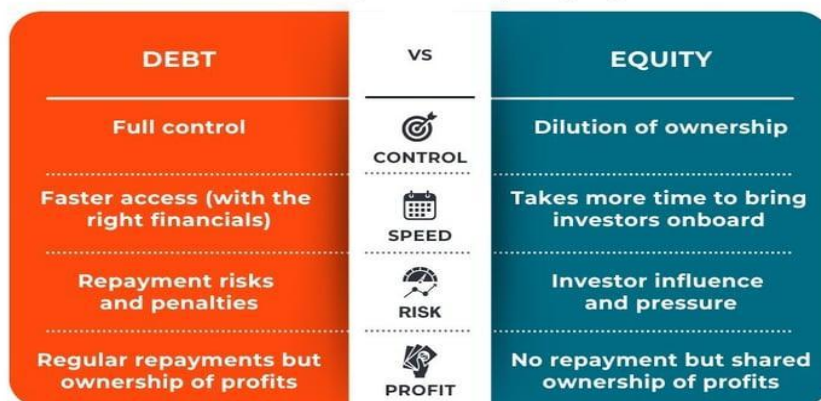 DEBT
VS
EQUITY
Full control
CONTROL
Dilution of ownership
Faster access (with the
right financials)
SPEED
Takes more time to bring
investors onboard
Repayment risks
and penalties
RISK
Investor influence
and pressure
Regular repayments but
ownership of profits
PROFIT
No repayment but shared
ownership of profits